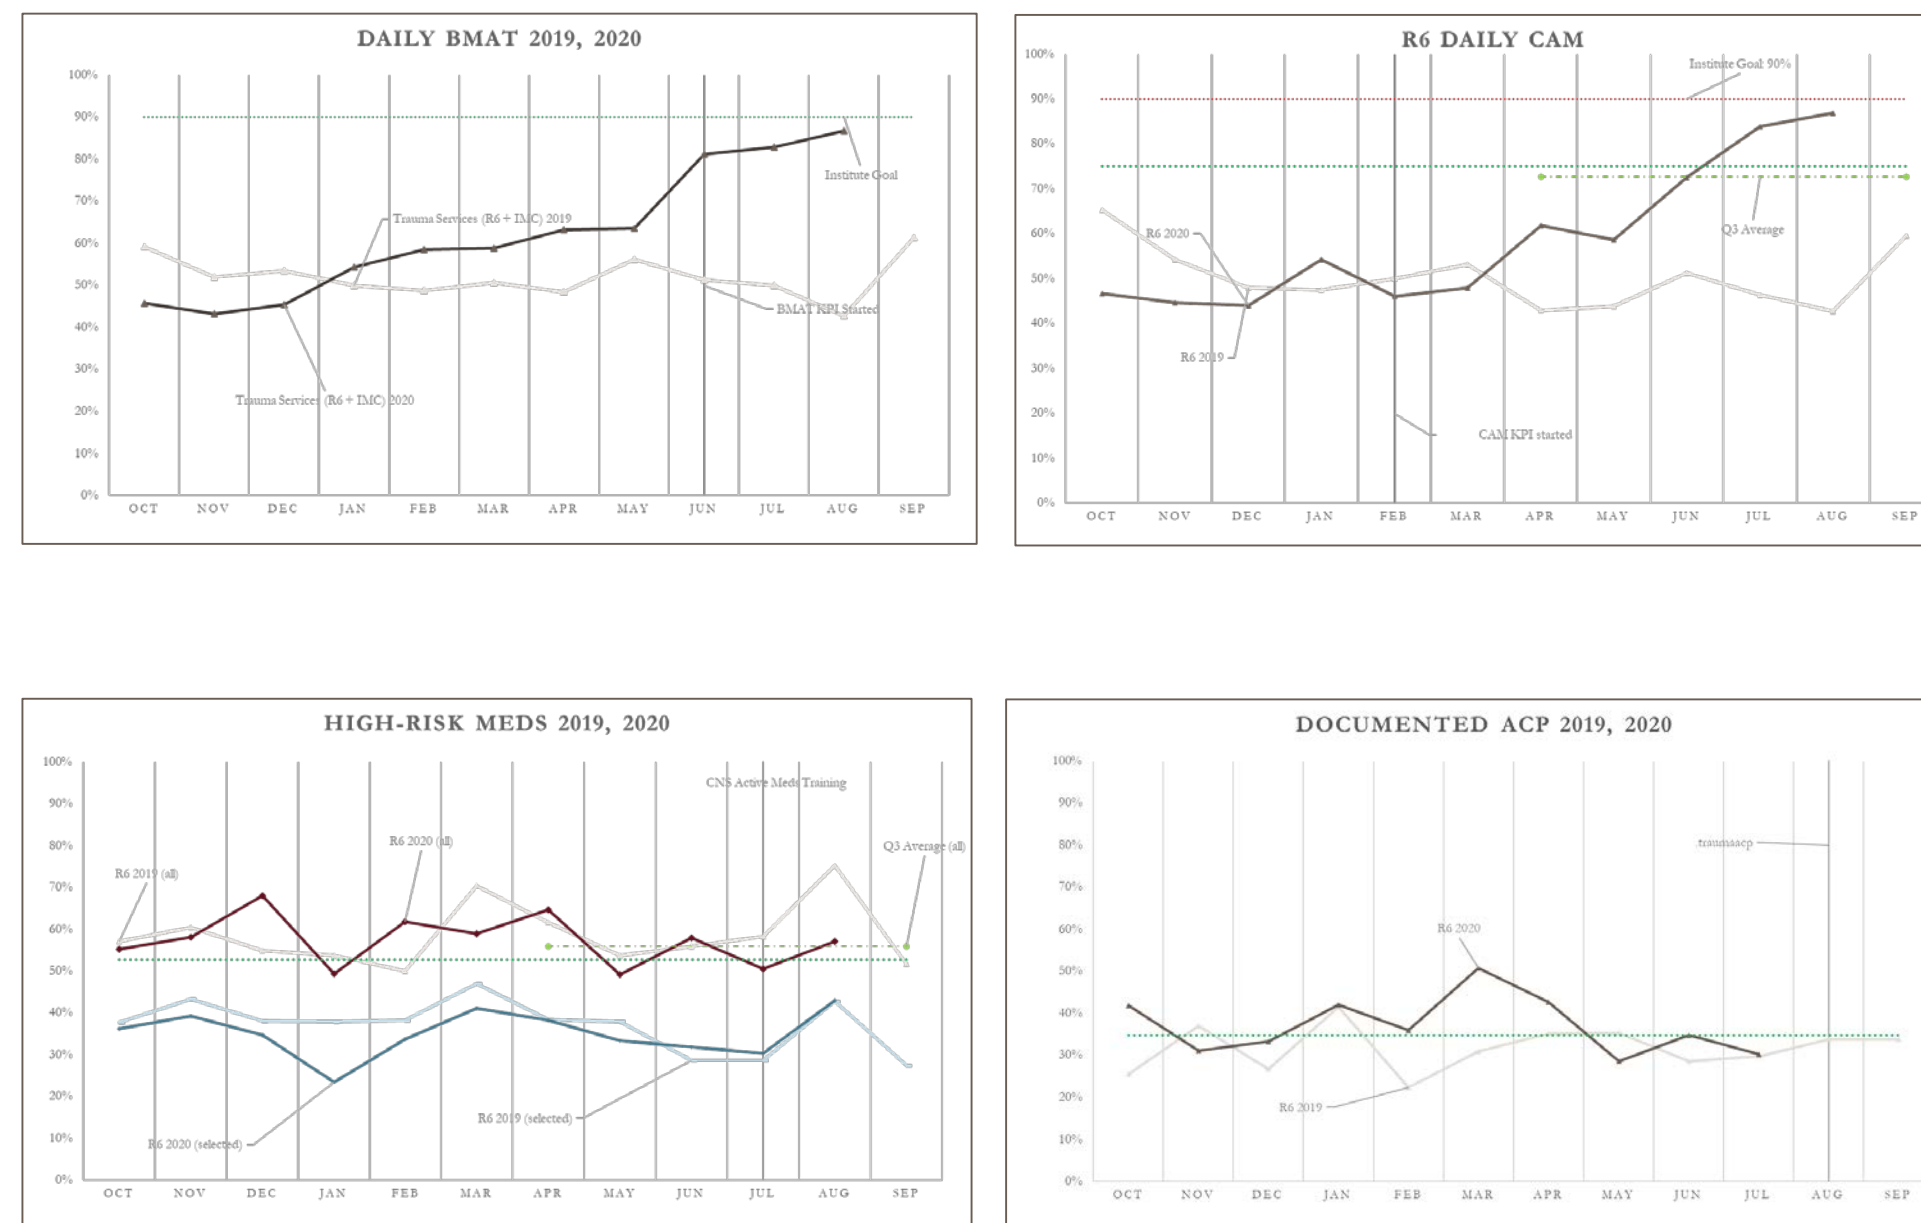 DAILY BMAT 2019, 2020
100%
90%
80%
70%
60%
50%
40%
30%
20%
10%
0%
Institute Goal
Trauma Services (R6 + IMC) 2019
BMAT KPI Started
Trauma Services (R6 + IMC) 2020
OCT NOV DEC JAN FEB MAR APR MAY JUN JUL AUG SEP
R6 DAILY CAM
100%
90%
80%
70%
60%
50%
40%
30%
20%
10%
0%
Institute Goal: 90%
R6 2020
Q3 Average
R6 2019
CAM KPI started
OCT NOV DEC JAN FEB MAR APR MAY JUN JUL AUG SEP
HIGH-RISK MEDS 2019, 2020
100%
90%
80%
70%
60%
50%
40%
30%
20%
10%
0%
CNS Active Meds Training
R6 2020 (all)
Q3 Average (all)
R6 2019 (all)
R6 2019 (selected)
R6 2020 (selected)
OCT NOV DEC JAN FEB MAR APR MAY JUN JUL AUG SEP
DOCUMENTED ACP 2019, 2020
100%
90%
80%
70%
60%
50%
40%
30%
20%
10%
0%
.traumaacp
R6 2020
R6 2019
OCT NOV DEC JAN FEB MAR APR MAY JUN JUL AUG SEP